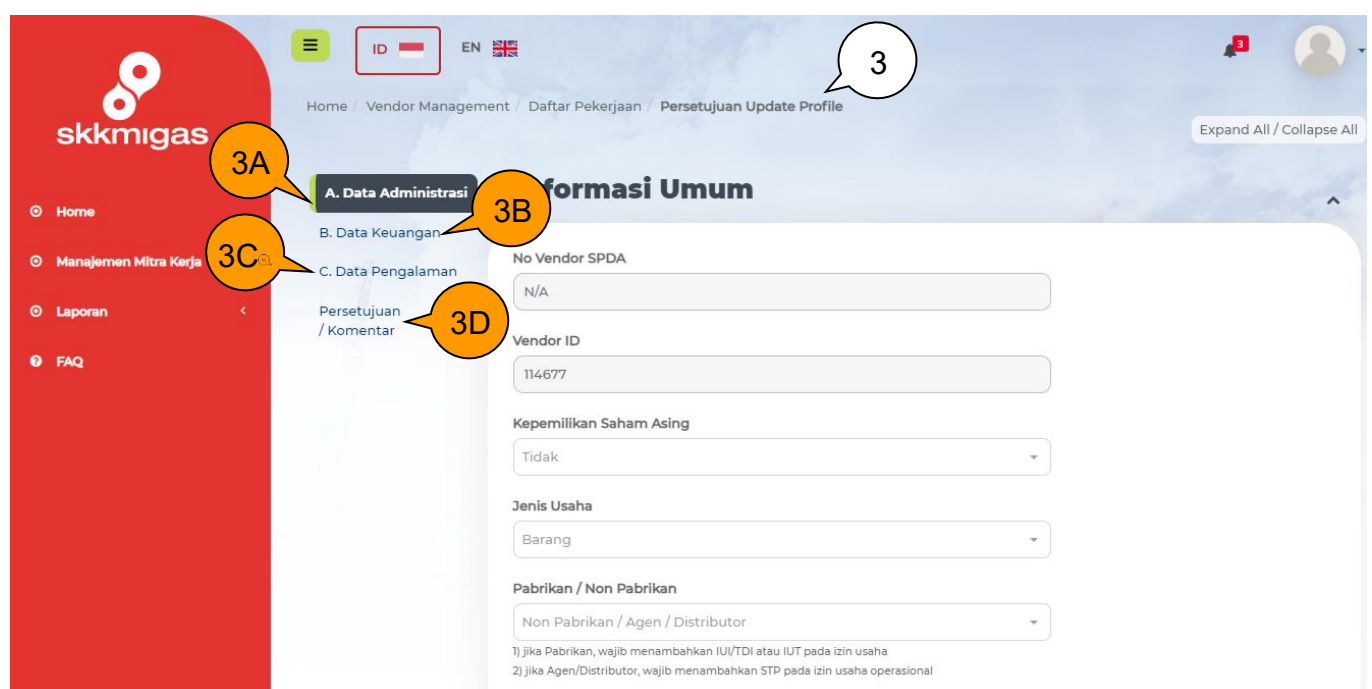 ID
EN
3
3
Home / Vendor Management / Daftar Pekerjaan / Persetujuan Update Profile
skkmigas
Expand All / Collapse All
3A
A. Data Administrasi
formasi Umum
3B
Home
B. Data Keuangan
3C
Manajemen Mitra Kerja
C. Data Pengalaman
No Vendor SPDA
N/A
Laporan
Persetujuan
/ Komentar
3D
Vendor ID
FAQ
114677
Kepemilikan Saham Asing
Tidak
Jenis Usaha
Barang
Pabrikan / Non Pabrikan
Non Pabrikan / Agen / Distributor
1) jika Pabrikan, wajib menambahkan IUI/TDI atau IUT pada izin usaha
2) jika Agen/Distributor, wajib menambahkan STP pada izin usaha operasional